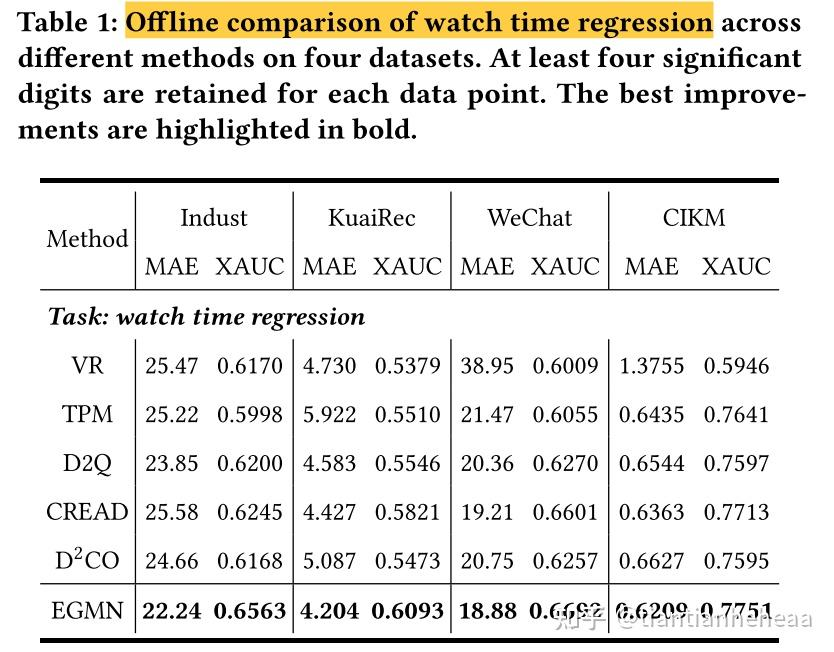 Table 1: Offline comparison of watch time regression across
different methods on four datasets. At least four significant
digits are retained for each data point. The best improve-
ments are highlighted in bold.
Method Indust KuaiRec WeChat CIKM
MAE XAUC MAE XAUC MAE XAUC MAE XAUC
Task: watch time regression
VR 25.47 0.6170 4.730 0.5379 38.95 0.6009 1.3755 0.5946
TPM 25.22 0.5998 5.922 0.5510 21.47 0.6055 0.6435 0.7641
D2Q 23.85 0.6200 4.583 0.5546 20.36 0.6270 0.6544 0.7597
CREAD 25.58 0.6245 4.427 0.5821 19.21 0.6601 0.6363 0.7713
D²CO 24.66 0.6168 5.087 0.5473 20.75 0.6257 0.6627 0.7595
EGMN 22.24 0.6563 4.204 0.6093 18.88 0.6692 0.6209 0.7751
知乎 @tiantianheheaa